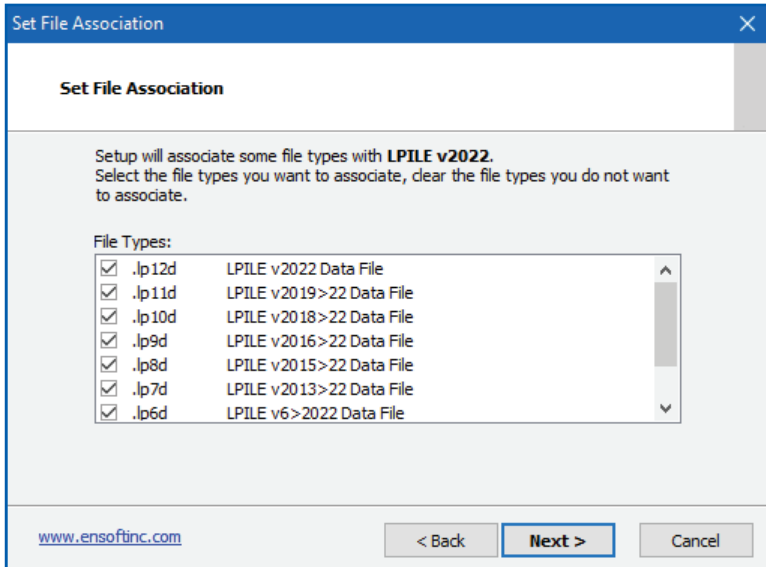 Set File Association
Set File Association
Setup will associate some file types with LPILE v2022.
Select the file types you want to associate, clear the file types you do not want
to associate.
File Types:
.lp12d LPILE v2022 Data File
.lp11d LPILE v2019>22 Data File
.lp10d LPILE v2018>22 Data File
.lp9d LPILE v2016>22 Data File
.lp8d LPILE v2015>22 Data File
.lp7d LPILE v2013>22 Data File
.lp6d LPILE v6>2022 Data File
www.ensoftinc.com < Back Next > Cancel